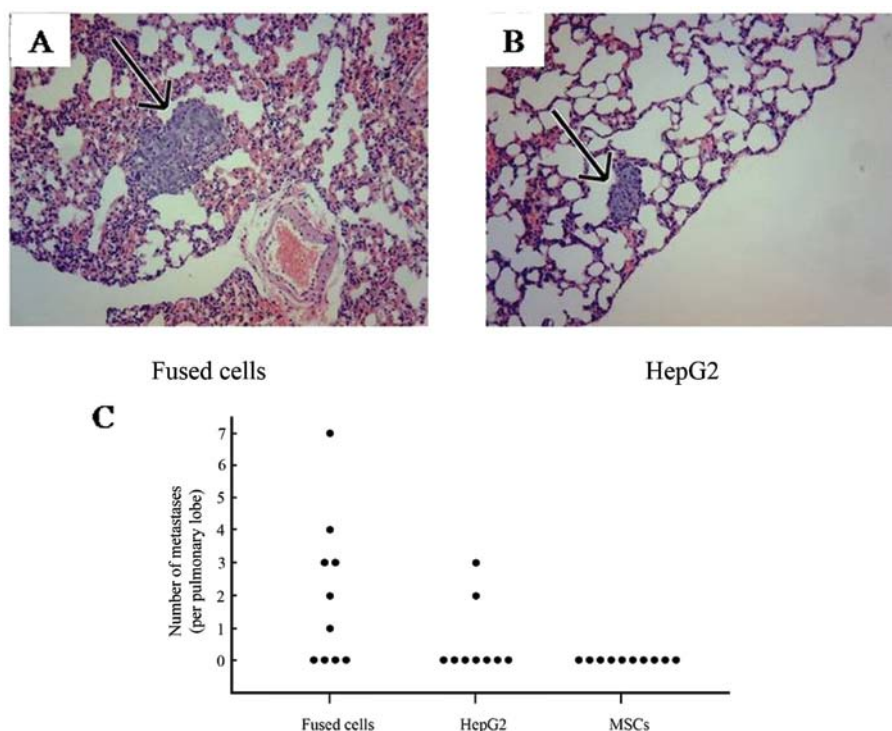 A
B
Fused cells
HepG2
C
Number of metastases
(per pulmonary lobe)
7
6
5
4
3
2
1
0
Fused cells
HepG2
MSCs